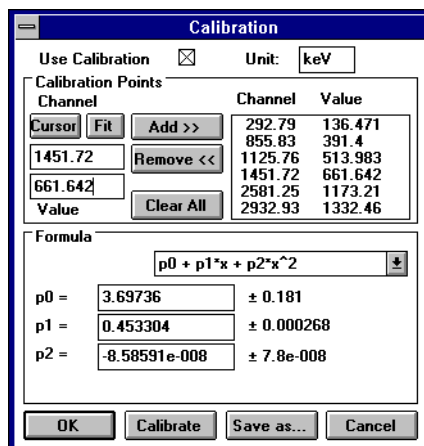 Calibration
Use Calibration Unit: keV
Calibration Points
Channel Channel Value
Cursor Fit Add >> 292.79 136.471
855.83 391.4
1451.72 Remove << 1125.76 513.983
1451.72 661.642
661.642 2581.25 1173.21
Value Clear All 2932.93 1332.46
Formula
p0 + p1*x + p2*x^2
p0 = 3.69736 ± 0.181
p1 = 0.453304 ± 0.000268
p2 = -8.58591e-008 ± 7.8e-008
OK Calibrate Save as... Cancel